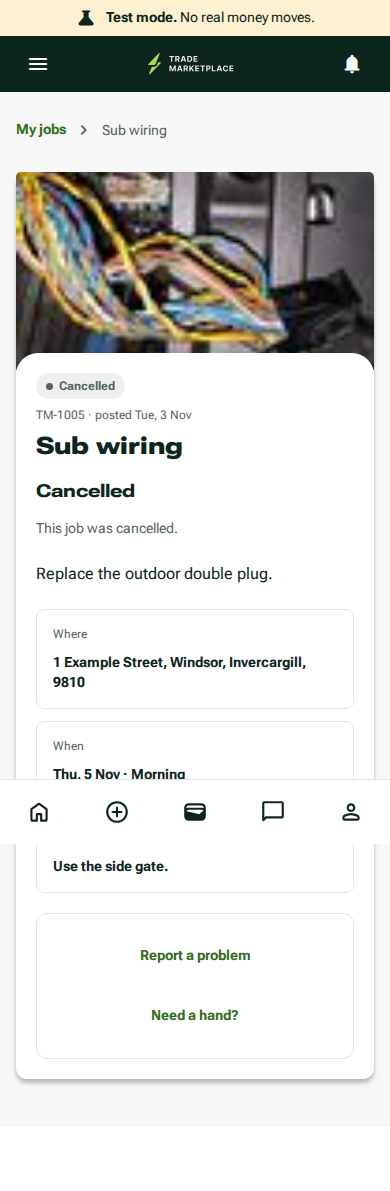 Test mode. No real money moves.
TRADE
MARKETPLACE
My jobs
Sub wiring
Cancelled
TM-1005 · posted Tue, 3 Nov
Sub wiring
Cancelled
This job was cancelled.
Replace the outdoor double plug.
Where
1 Example Street, Windsor, Invercargill,
9810
When
Thu, 5 Nov · Morning
Use the side gate.
Report a problem
Need a hand?